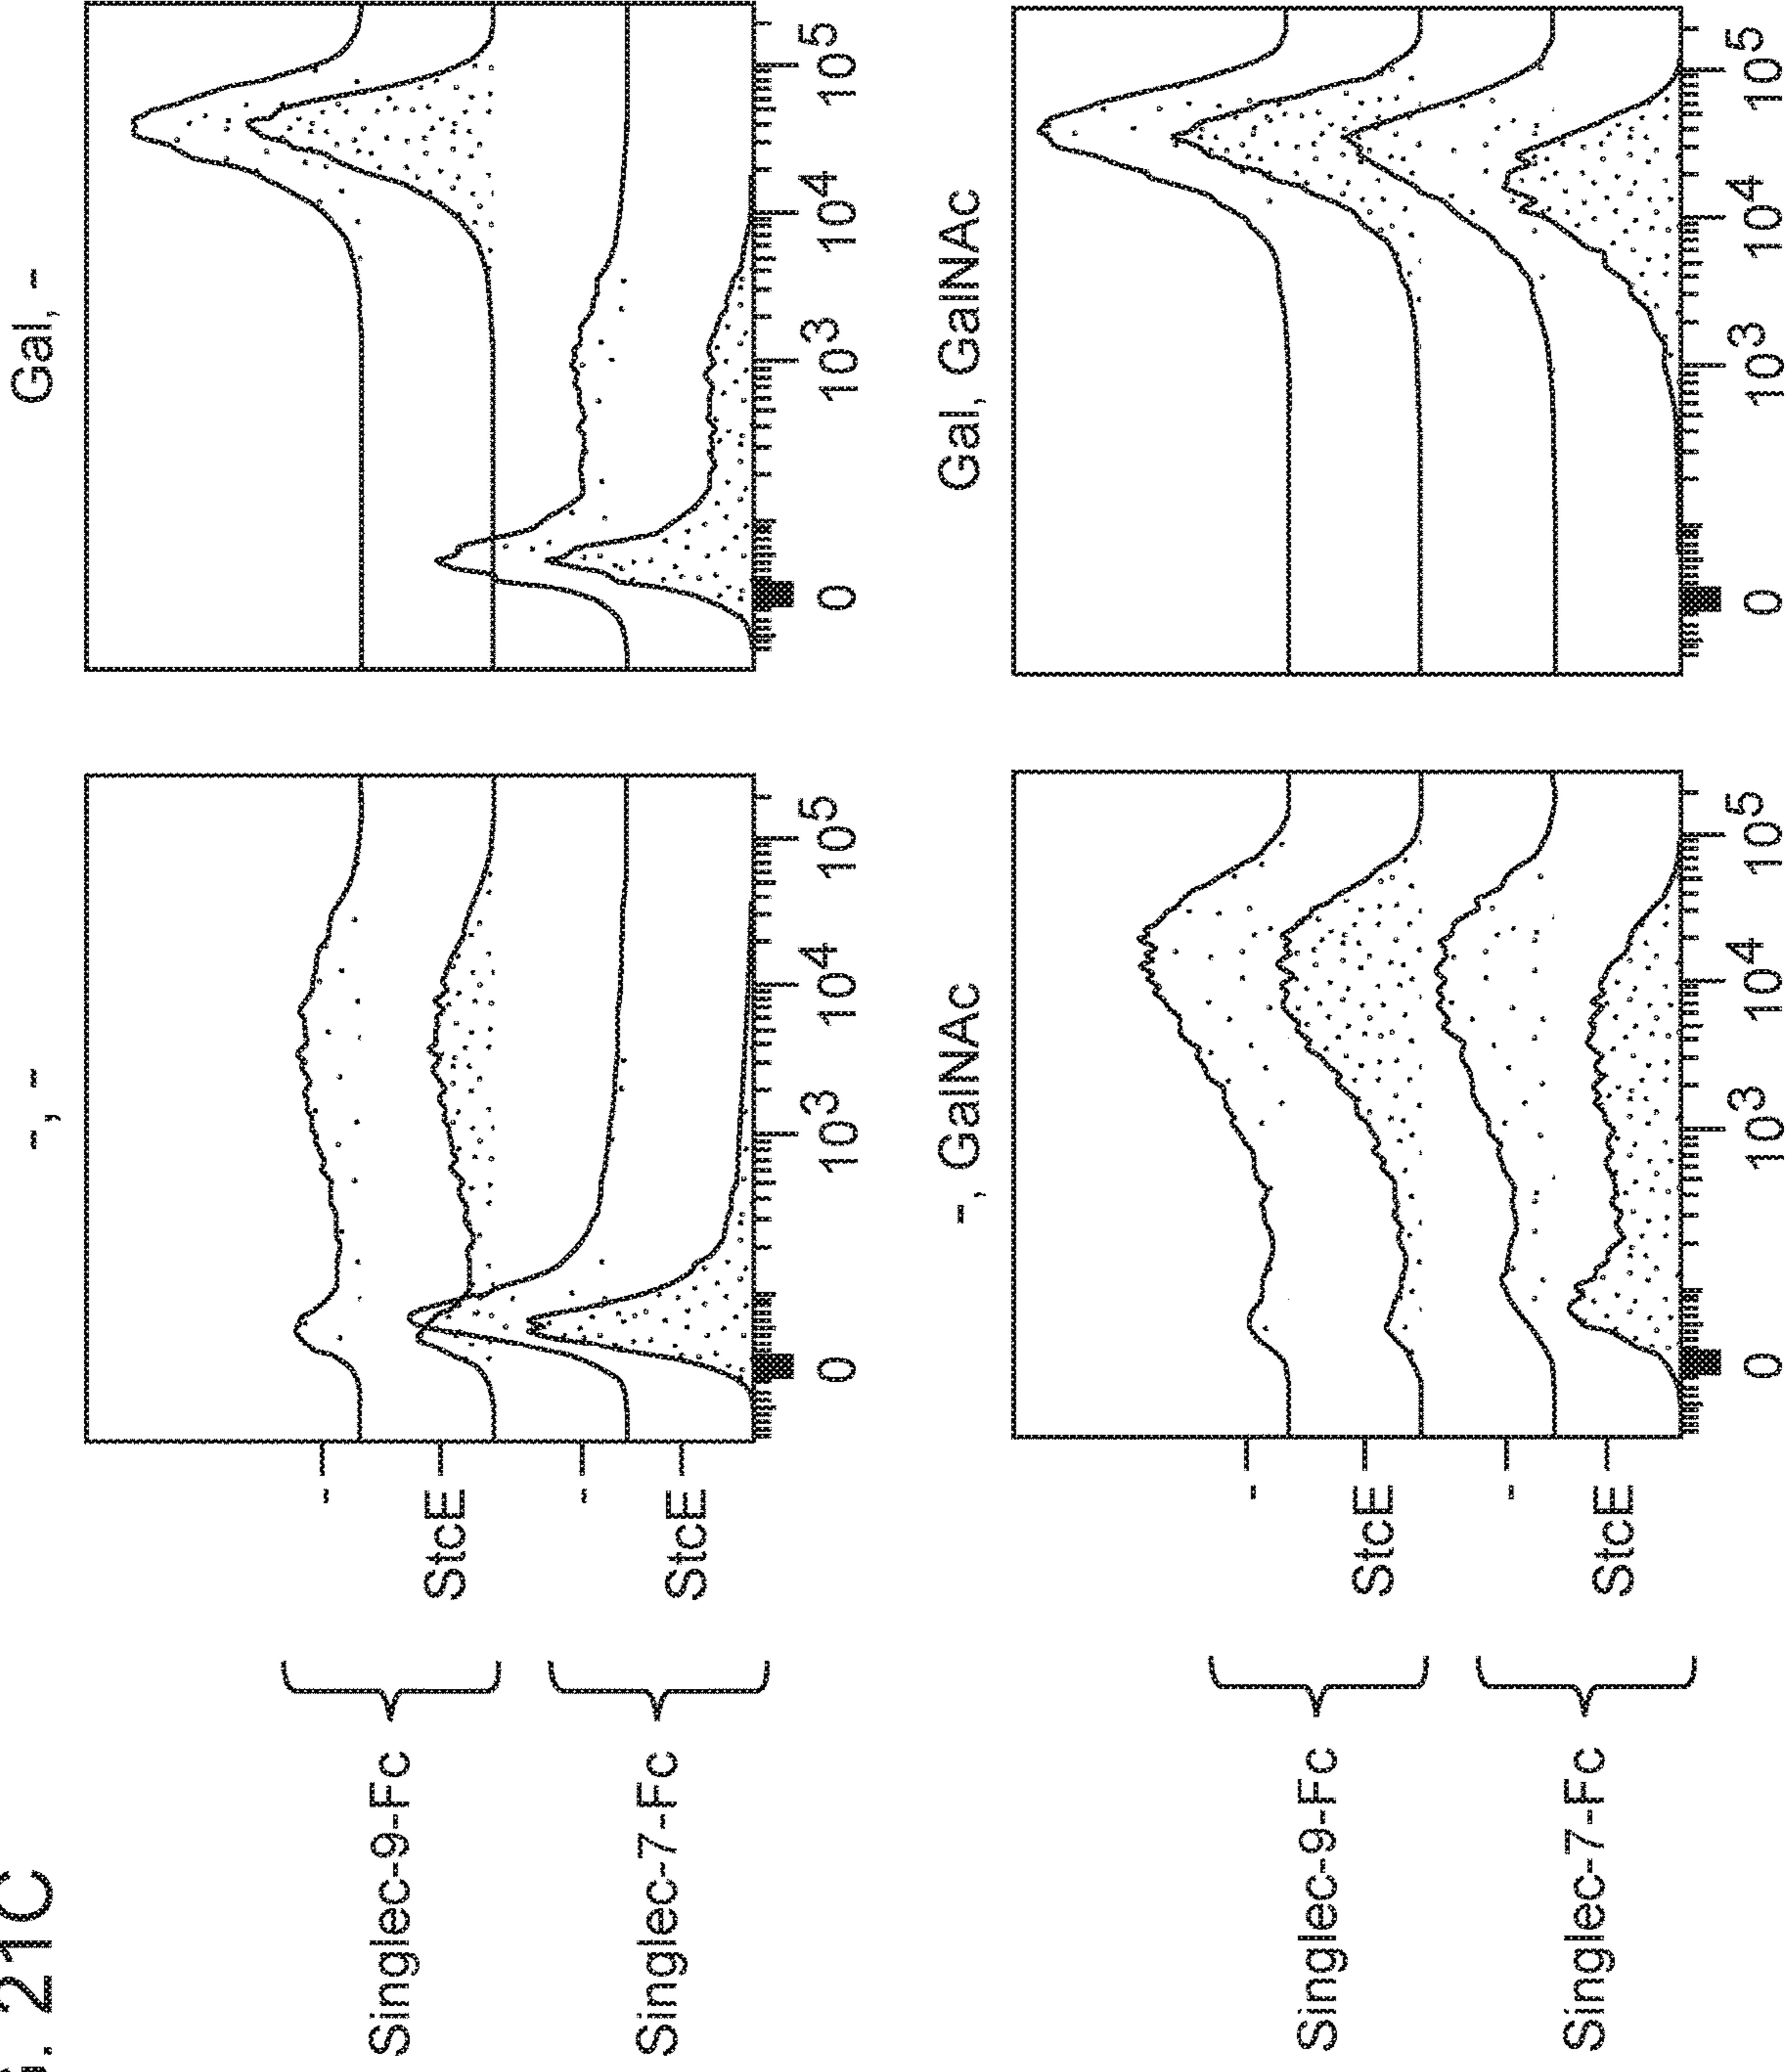 . 21C
-, -
Gal, -
Singlec-9-Fc
-
StcE
Singlec-7-Fc
-
StcE
0 10³ 10⁴ 10⁵
0 10³ 10⁴ 10⁵
-, GalNAc
Gal, GalNAc
Singlec-9-Fc
-
StcE
Singlec-7-Fc
-
StcE
0 10³ 10⁴ 10⁵
0 10³ 10⁴ 10⁵